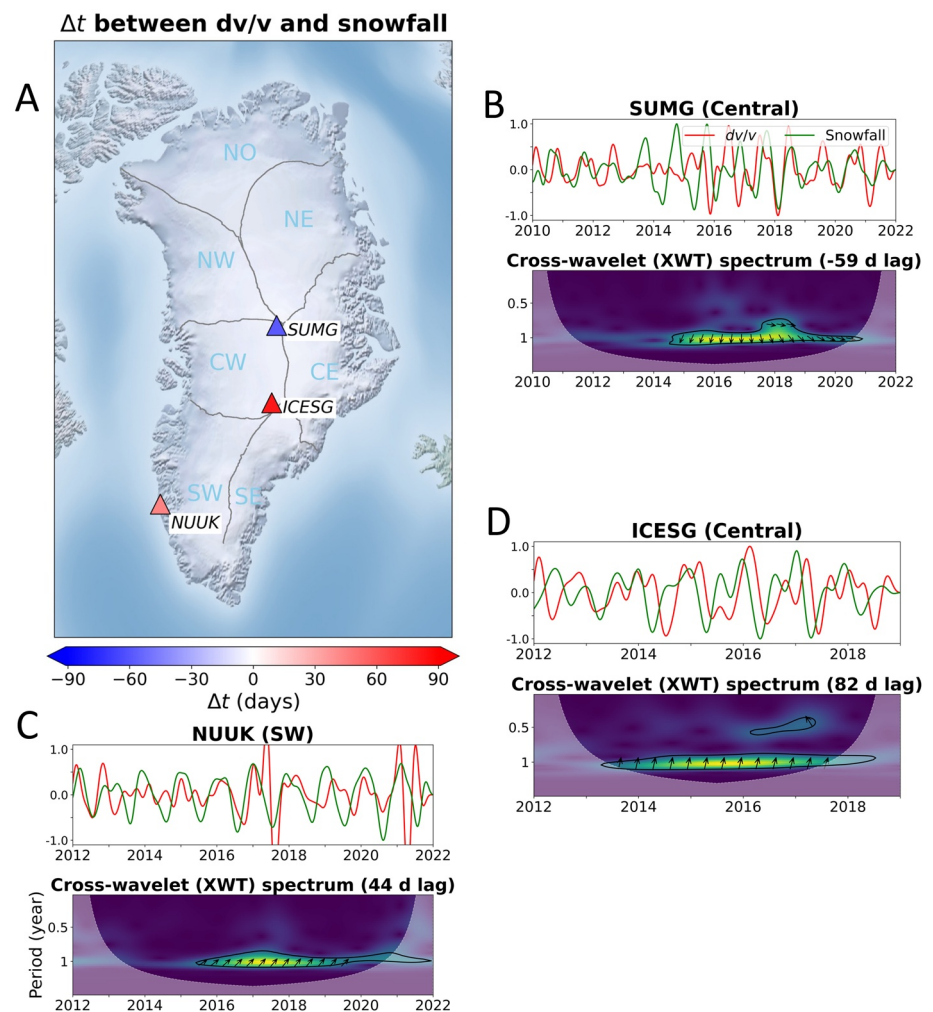 Δt between dv/v and snowfall
A
NO
NE
NW
SUMG
CW
CE
ICESG
SW
SE
NUUK
−90 −60 −30 0 30 60 90
Δt (days)
B
SUMG (Central)
dv/v Snowfall
1.0
0.0
-1.0
2010 2012 2014 2016 2018 2020 2022
Cross-wavelet (XWT) spectrum (-59 d lag)
0.5
1
2010 2012 2014 2016 2018 2020 2022
C
NUUK (SW)
1.0
0.0
-1.0
2012 2014 2016 2018 2020 2022
Cross-wavelet (XWT) spectrum (44 d lag)
Period (year)
0.5
1
2012 2014 2016 2018 2020 2022
D
ICESG (Central)
1.0
0.0
-1.0
2012 2014 2016 2018
Cross-wavelet (XWT) spectrum (82 d lag)
0.5
1
2012 2014 2016 2018